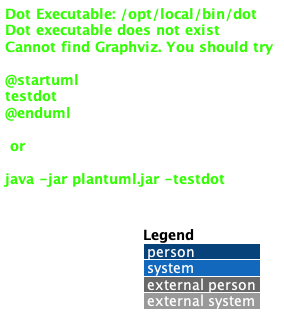 Dot Executable: /opt/local/bin/dot
Dot executable does not exist
Cannot find Graphviz. You should try
@startuml
testdot
@enduml
or
java -jar plantuml.jar -testdot
Legend
person
system
external person
external system